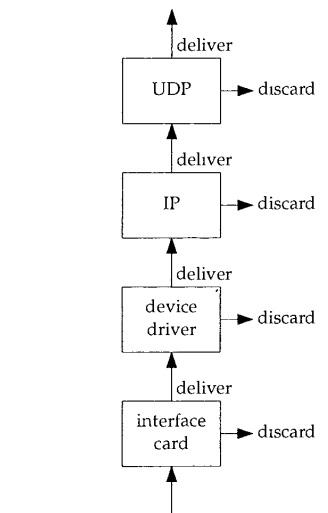 deliver
UDP
discard
deliver
IP
discard
deliver
device
driver
discard
deliver
interface
card
discard